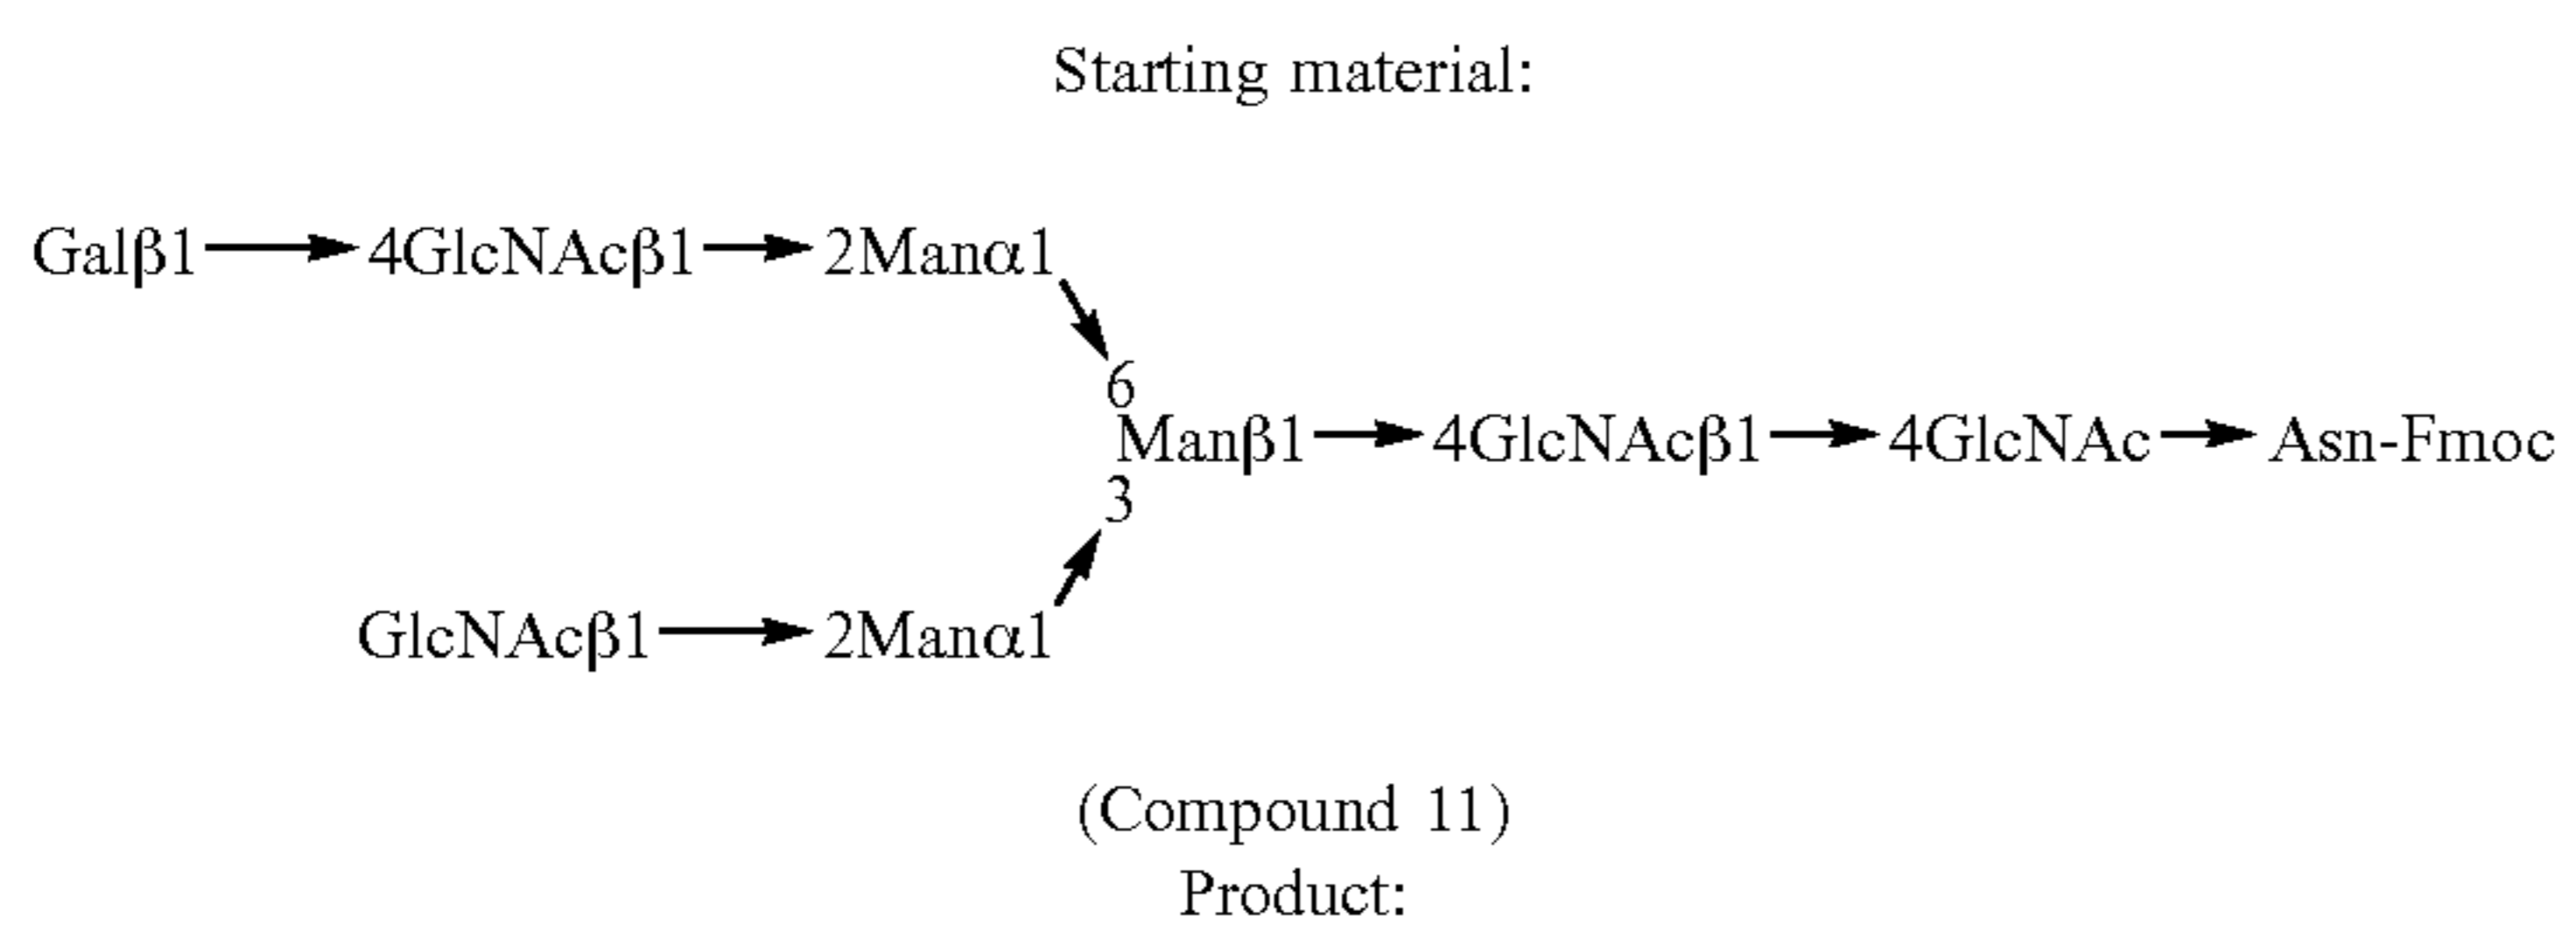 Starting material:
Galβ1 → 4GlcNAcβ1 → 2Manα1
6
Manβ1 → 4GlcNAcβ1 → 4GlcNAc → Asn-Fmoc
3
GlcNAcβ1 → 2Manα1
(Compound 11)
Product: